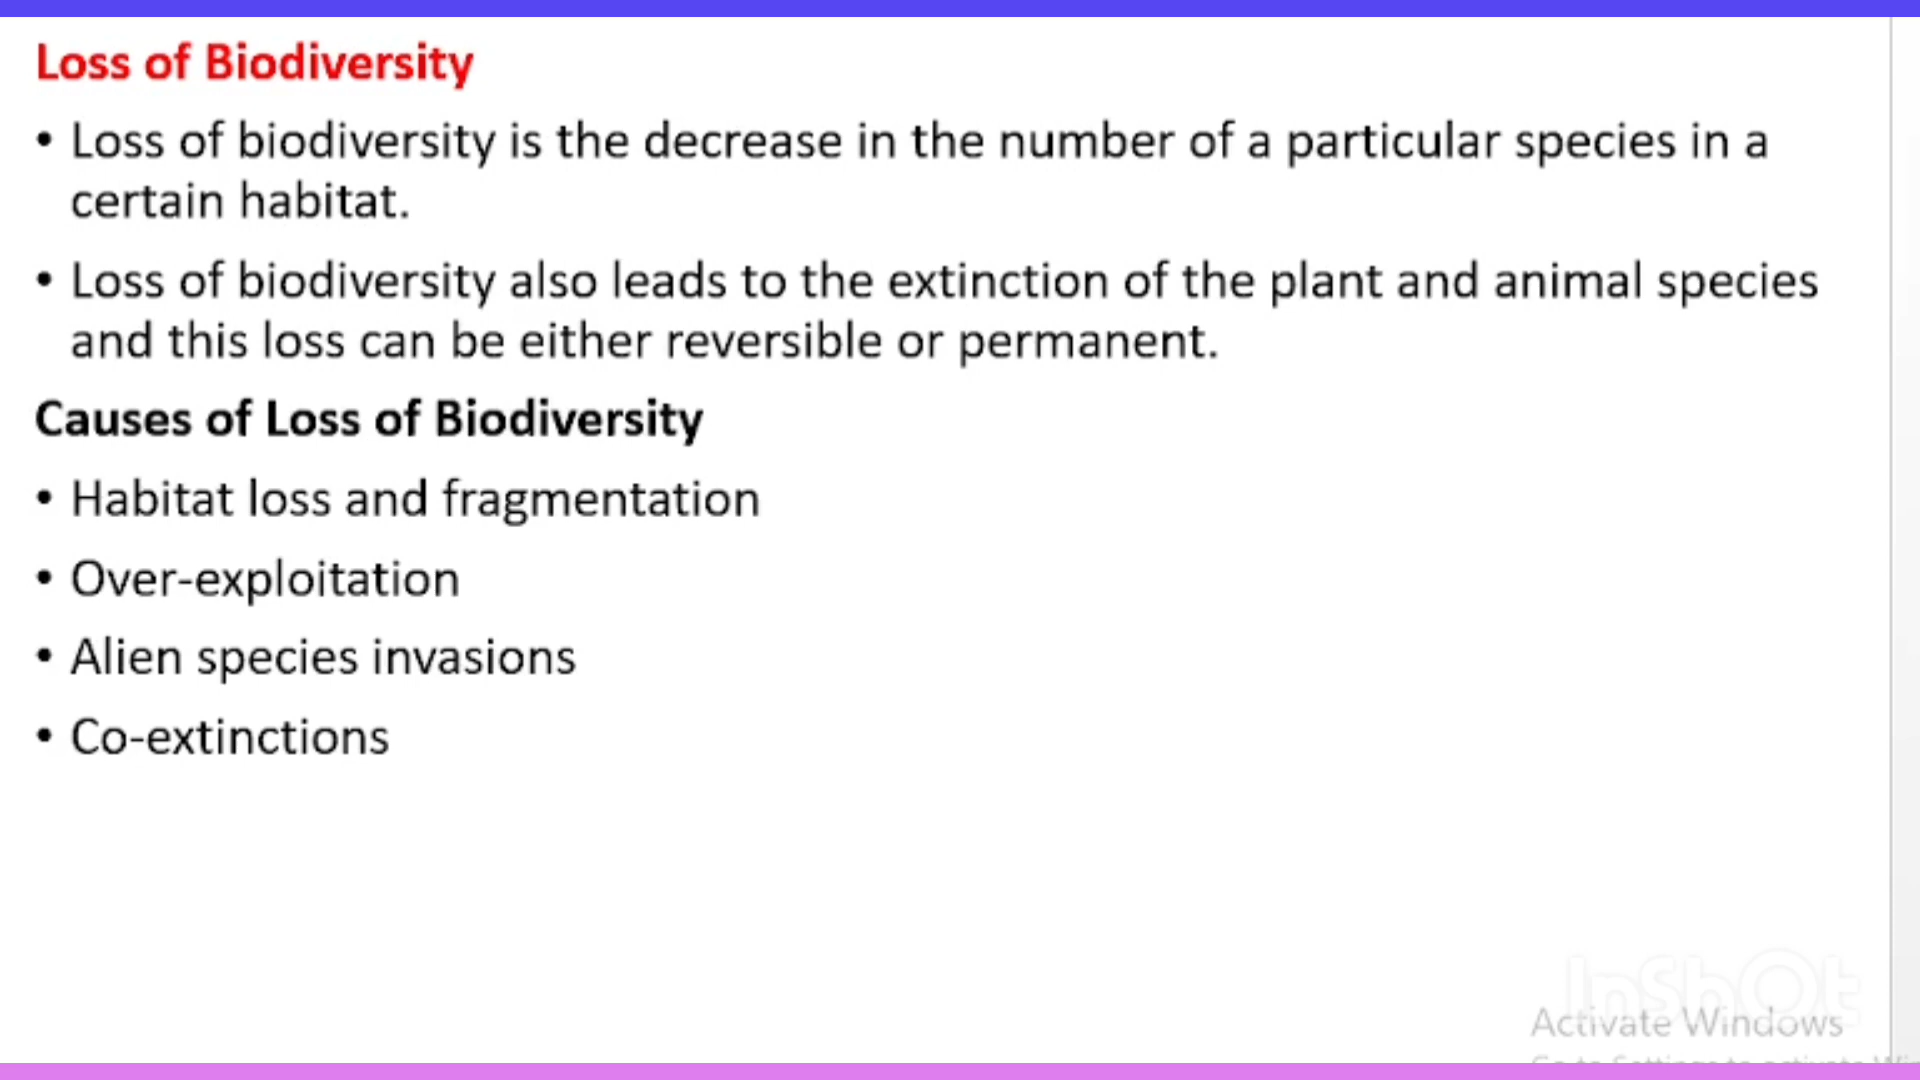 Loss of Biodiversity
• Loss of biodiversity is the decrease in the number of a particular species in a
certain habitat.
• Loss of biodiversity also leads to the extinction of the plant and animal species
and this loss can be either reversible or permanent.
Causes of Loss of Biodiversity
• Habitat loss and fragmentation
• Over-exploitation
• Alien species invasions
• Co-extinctions
InShOt
Activate Windows